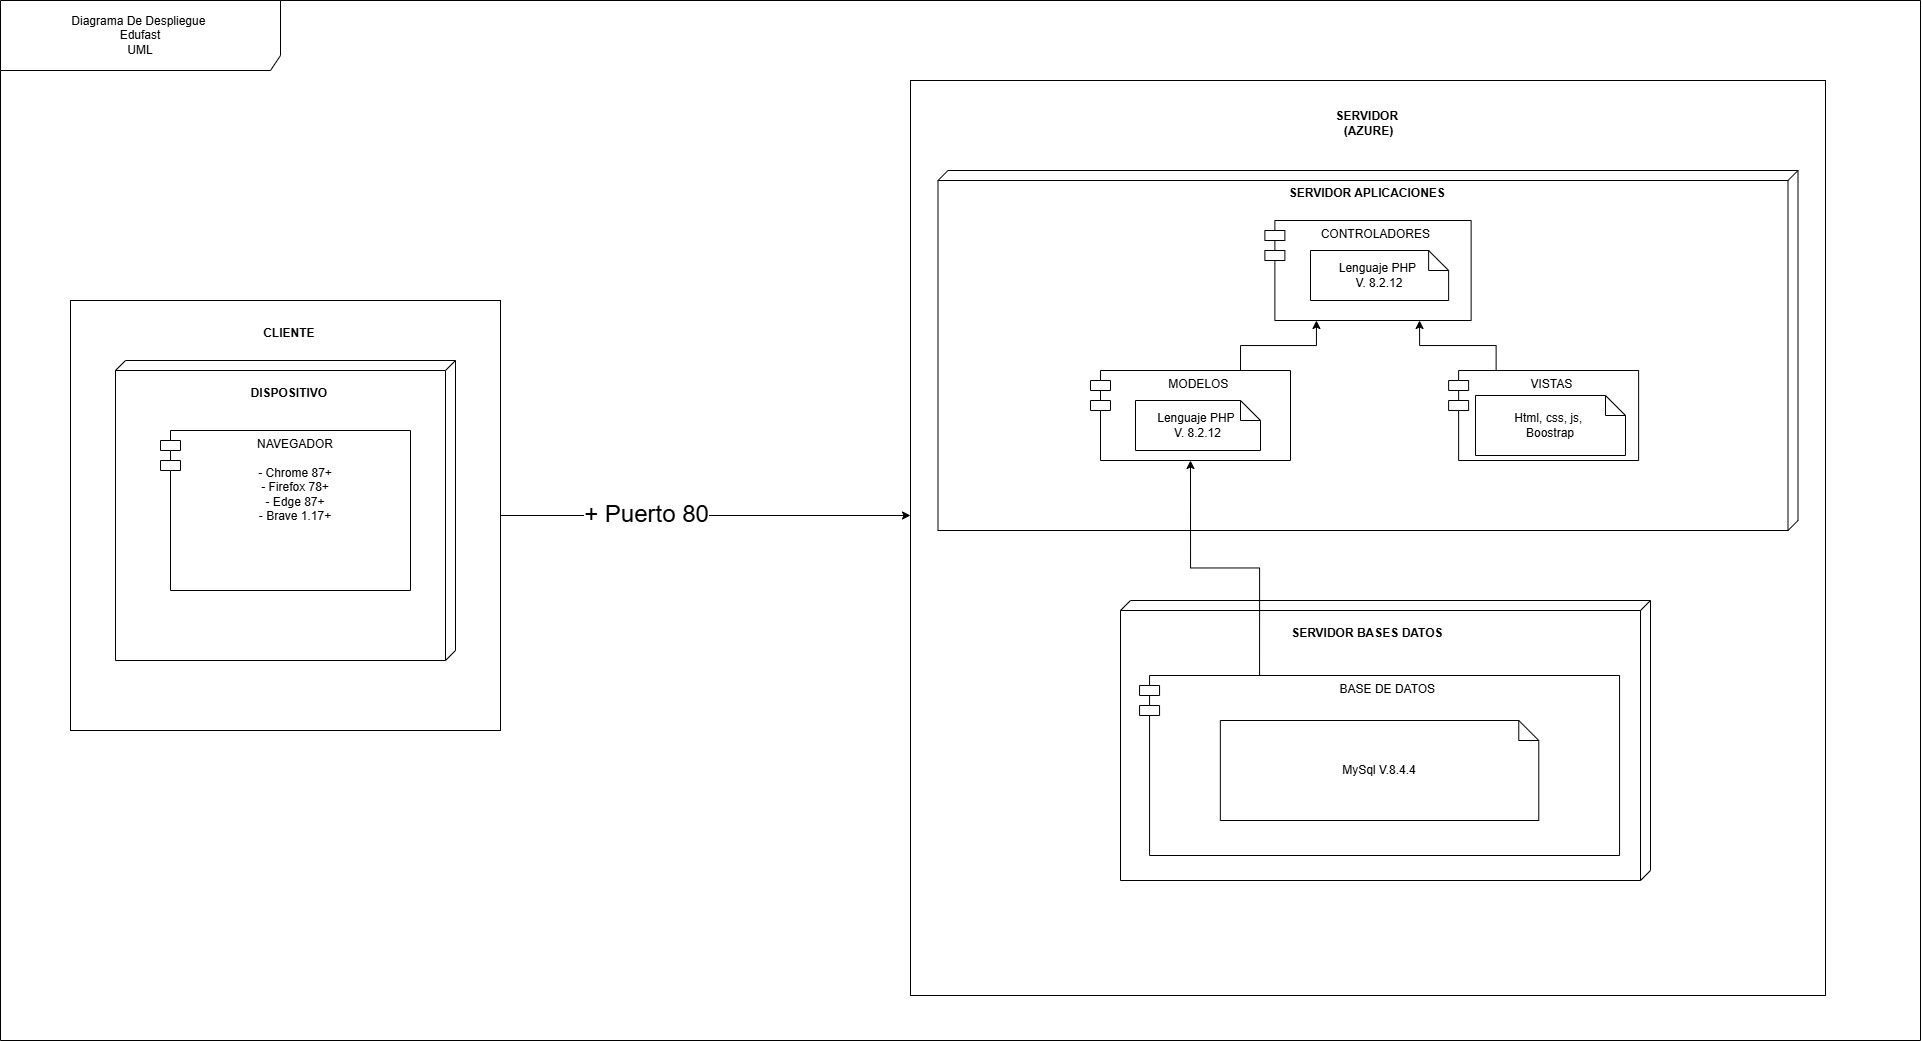 Diagrama De Despliegue
Edufast
UML
CLIENTE
DISPOSITIVO
NAVEGADOR
- Chrome 87+
- Firefox 78+
- Edge 87+
- Brave 1.17+
+ Puerto 80
SERVIDOR
(AZURE)
SERVIDOR APLICACIONES
CONTROLADORES
Lenguaje PHP
V. 8.2.12
MODELOS
Lenguaje PHP
V. 8.2.12
VISTAS
Html, css, js,
Boostrap
SERVIDOR BASES DATOS
BASE DE DATOS
MySql V.8.4.4